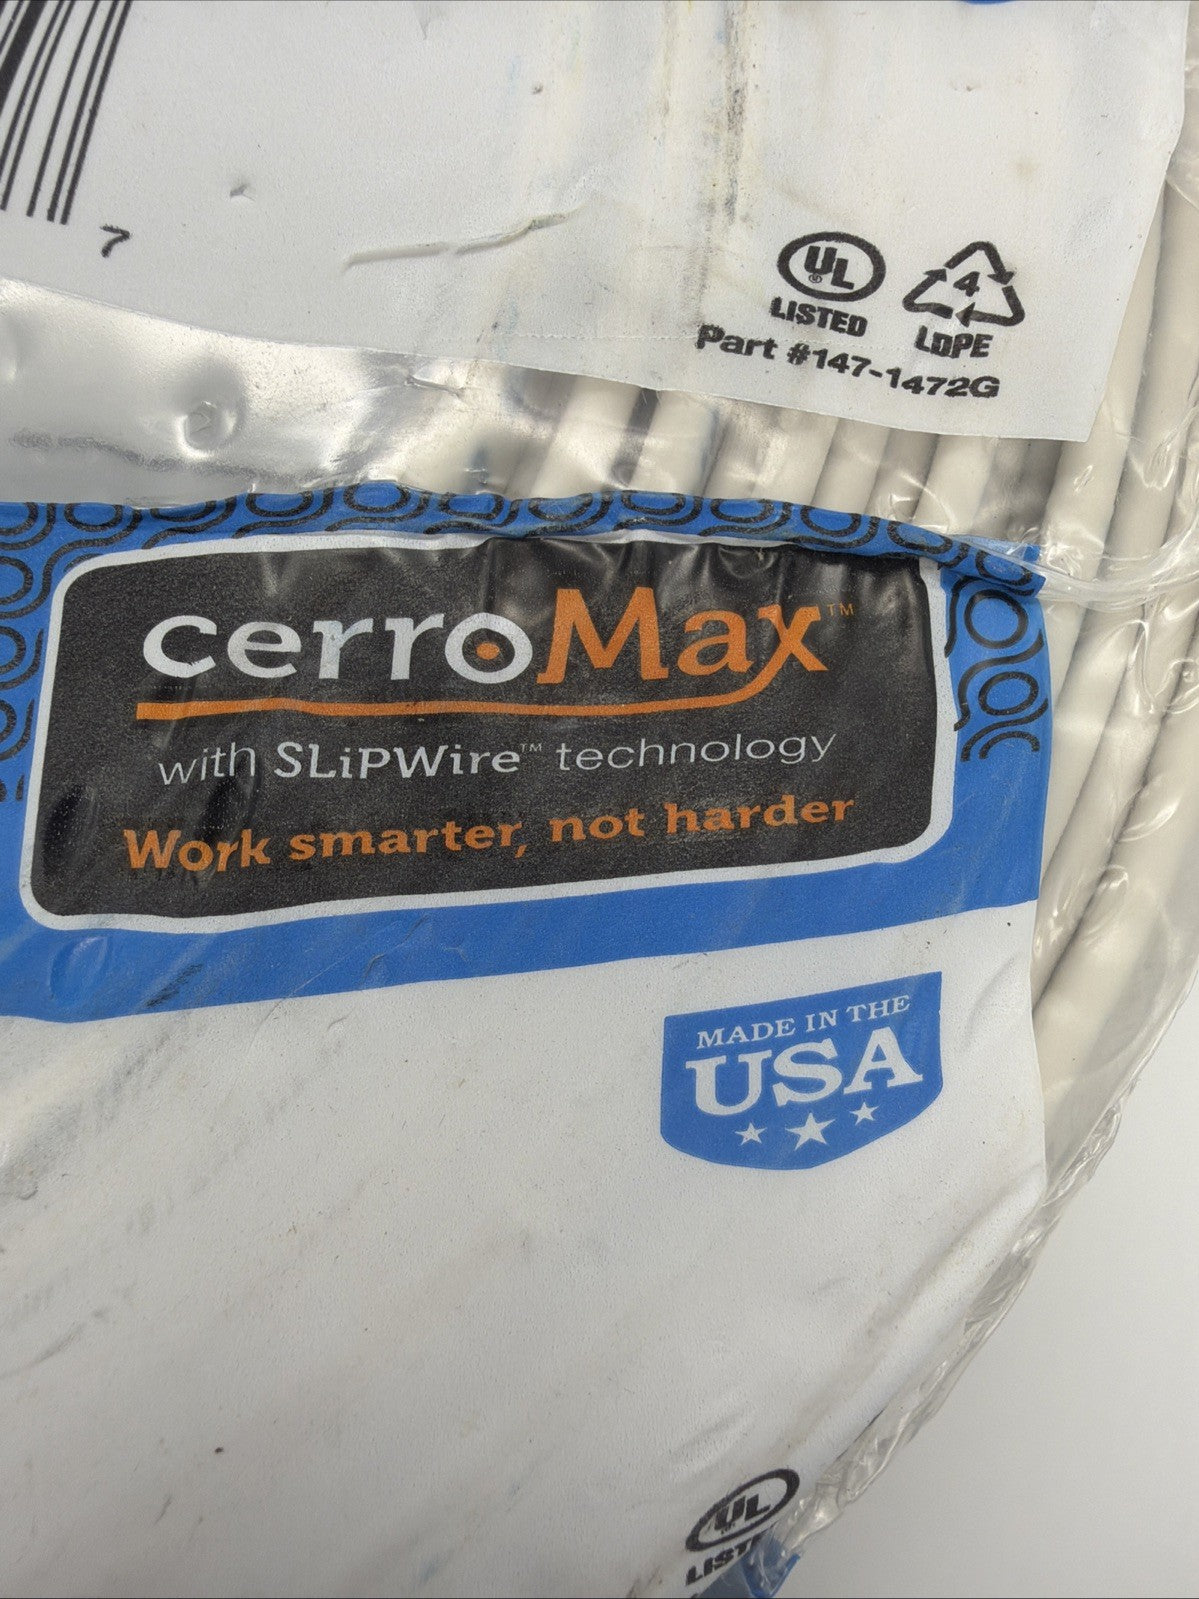 7
UL
LISTED
4
LDPE
Part #147-1472G
cerroMax™
with SLiPWire™ technology
Work smarter, not harder
MADE IN THE
USA
UL